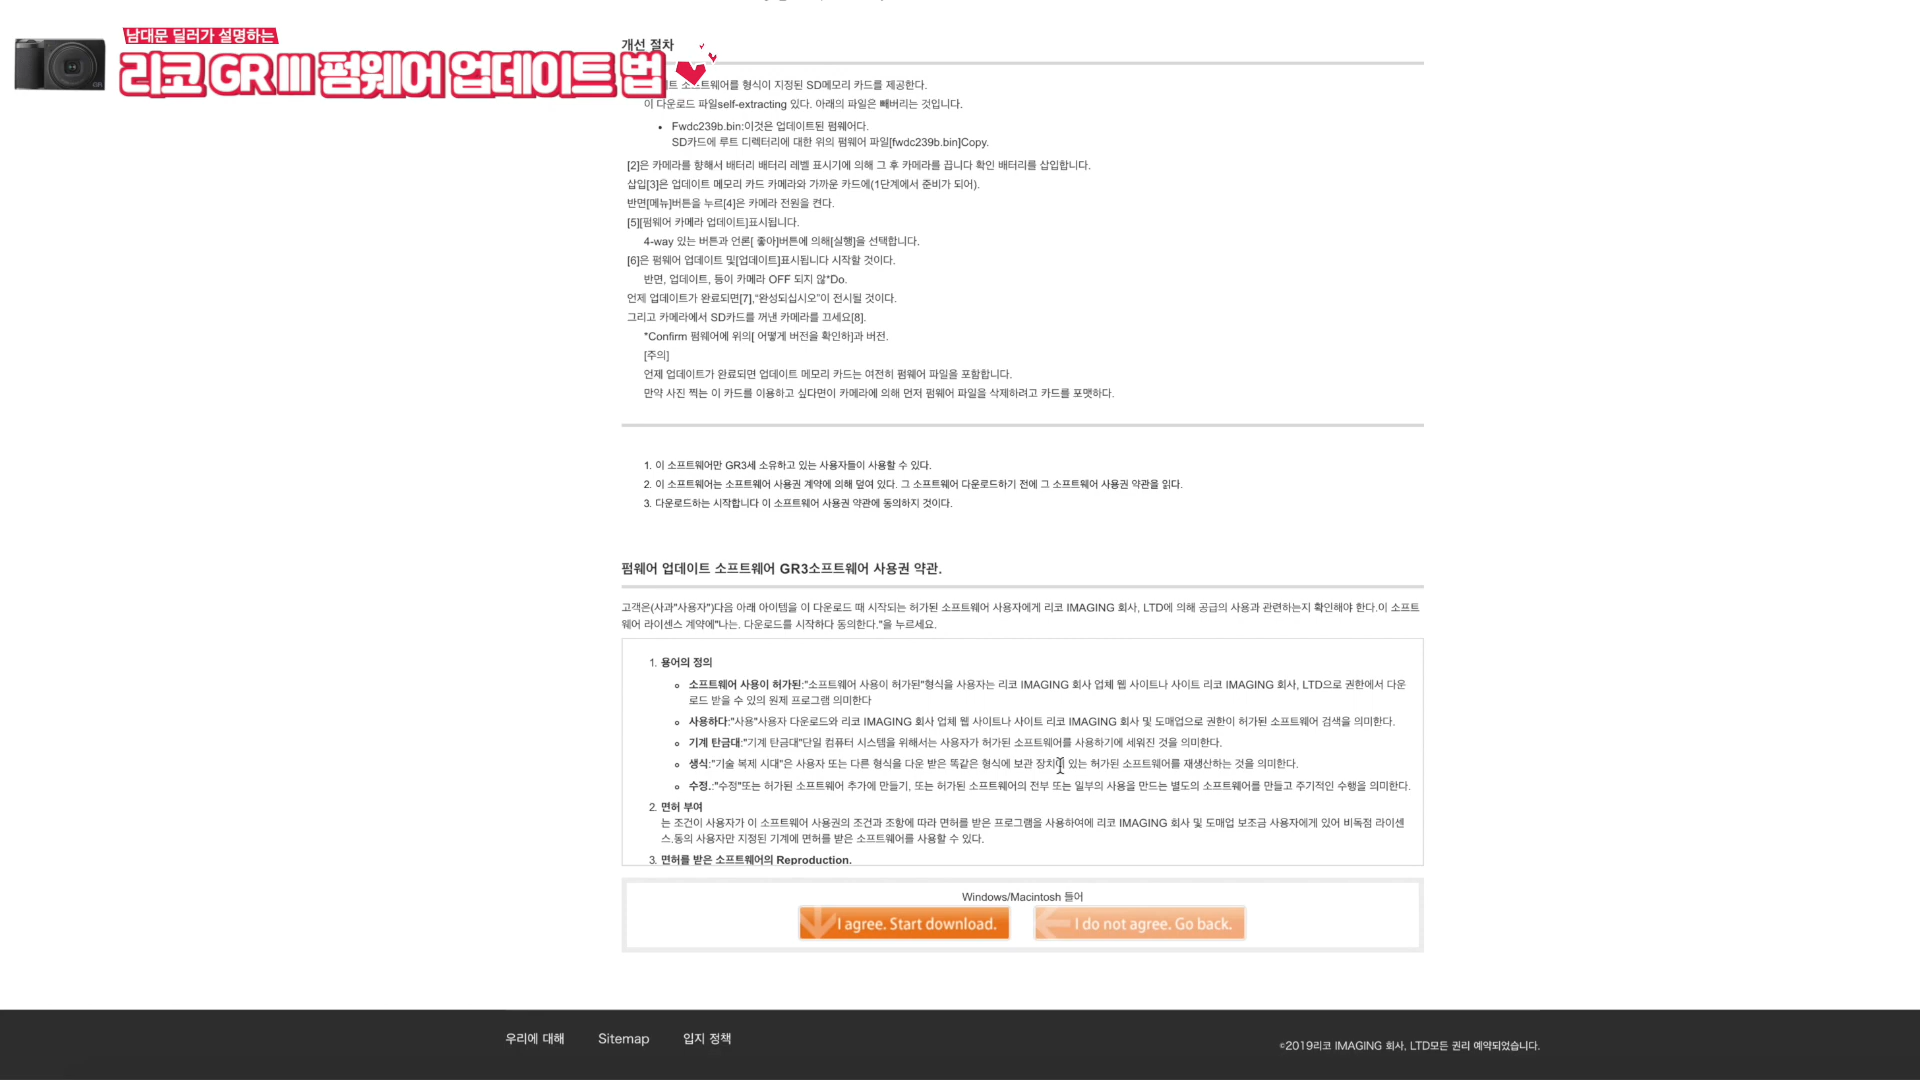 남대문 딜러가 설명하는
리코 GR III 펌웨어 업데이트 법
개선 절차
트 소프트웨어를 형식이 지정된 SD메모리 카드를 제공한다.
이 다운로드 파일self-extracting 있다. 아래의 파일은 빼버리는 것입니다.
• Fwdc239b.bin:이것은 업데이트된 펌웨어다.
SD카드에 루트 디렉터리에 대한 위의 펌웨어 파일[fwdc239b.bin]Copy.
[2]은 카메라를 향해서 배터리 배터리 레벨 표시기에 의해 그 후 카메라를 끕니다 확인 배터리를 삽입합니다.
삽입[3]은 업데이트 메모리 카드 카메라와 가까운 카드에(1단계에서 준비가 되어).
반면[메뉴]버튼을 누르[4]은 카메라 전원을 켠다.
[5][펌웨어 카메라 업데이트]표시됩니다.
4-way 있는 버튼과 언론[ 좋아]버튼에 의해[실행]을 선택합니다.
[6]은 펌웨어 업데이트 및[업데이트]표시됩니다 시작할 것이다.
반면, 업데이트, 등이 카메라 OFF 되지 않*Do.
언제 업데이트가 완료되면[7],“완성되십시오”이 전시될 것이다.
그리고 카메라에서 SD카드를 꺼낸 카메라를 끄세요[8].
*Confirm 펌웨어에 위의[ 어떻게 버전을 확인하]과 버전.
[주의]
언제 업데이트가 완료되면 업데이트 메모리 카드는 여전히 펌웨어 파일을 포함합니다.
만약 사진 찍는 이 카드를 이용하고 싶다면이 카메라에 의해 먼저 펌웨어 파일을 삭제하려고 카드를 포맷하다.
1. 이 소프트웨어만 GR3세 소유하고 있는 사용자들이 사용할 수 있다.
2. 이 소프트웨어는 소프트웨어 사용권 계약에 의해 덮여 있다. 그 소프트웨어 다운로드하기 전에 그 소프트웨어 사용권 약관을 읽다.
3. 다운로드하는 시작합니다 이 소프트웨어 사용권 약관에 동의하지 것이다.
펌웨어 업데이트 소프트웨어 GR3소프트웨어 사용권 약관.
고객은(사과"사용자")다음 아래 아이템을 이 다운로드 때 시작되는 허가된 소프트웨어 사용자에게 리코 IMAGING 회사, LTD에 의해 공급의 사용과 관련하는지 확인해야 한다.이 소프트
웨어 라이센스 계약에"나는. 다운로드를 시작하다 동의한다."을 누르세요.
1. 용어의 정의
소프트웨어 사용이 허가된:"소프트웨어 사용이 허가된"형식을 사용자는 리코 IMAGING 회사 업체 웹 사이트나 사이트 리코 IMAGING 회사, LTD으로 권한에서 다운
로드 받을 수 있의 원제 프로그램 의미한다
사용하다:"사용"사용자 다운로드와 리코 IMAGING 회사 업체 웹 사이트나 사이트 리코 IMAGING 회사 및 도매업으로 권한이 허가된 소프트웨어 검색을 의미한다.
기계 탄금대:"기계 탄금대"단일 컴퓨터 시스템을 위해서는 사용자가 허가된 소프트웨어를 사용하기에 세워진 것을 의미한다.
생식:"기술 복제 시대"은 사용자 또는 다른 형식을 다운 받은 똑같은 형식에 보관 장치에 있는 허가된 소프트웨어를 재생산하는 것을 의미한다.
수정.:"수정"또는 허가된 소프트웨어 추가에 만들기, 또는 허가된 소프트웨어의 전부 또는 일부의 사용을 만드는 별도의 소프트웨어를 만들고 주기적인 수행을 의미한다.
2. 면허 부여
는 조건이 사용자가 이 소프트웨어 사용권의 조건과 조항에 따라 면허를 받은 프로그램을 사용하여에 리코 IMAGING 회사 및 도매업 보조금 사용자에게 있어 비독점 라이센
스.동의 사용자만 지정된 기계에 면허를 받은 소프트웨어를 사용할 수 있다.
3. 면허를 받은 소프트웨어의 Reproduction.
Windows/Macintosh 들어
I agree. Start download.
I do not agree. Go back.
우리에 대해
Sitemap
입지 정책
©2019리코 IMAGING 회사, LTD모든 권리 예약되었습니다.